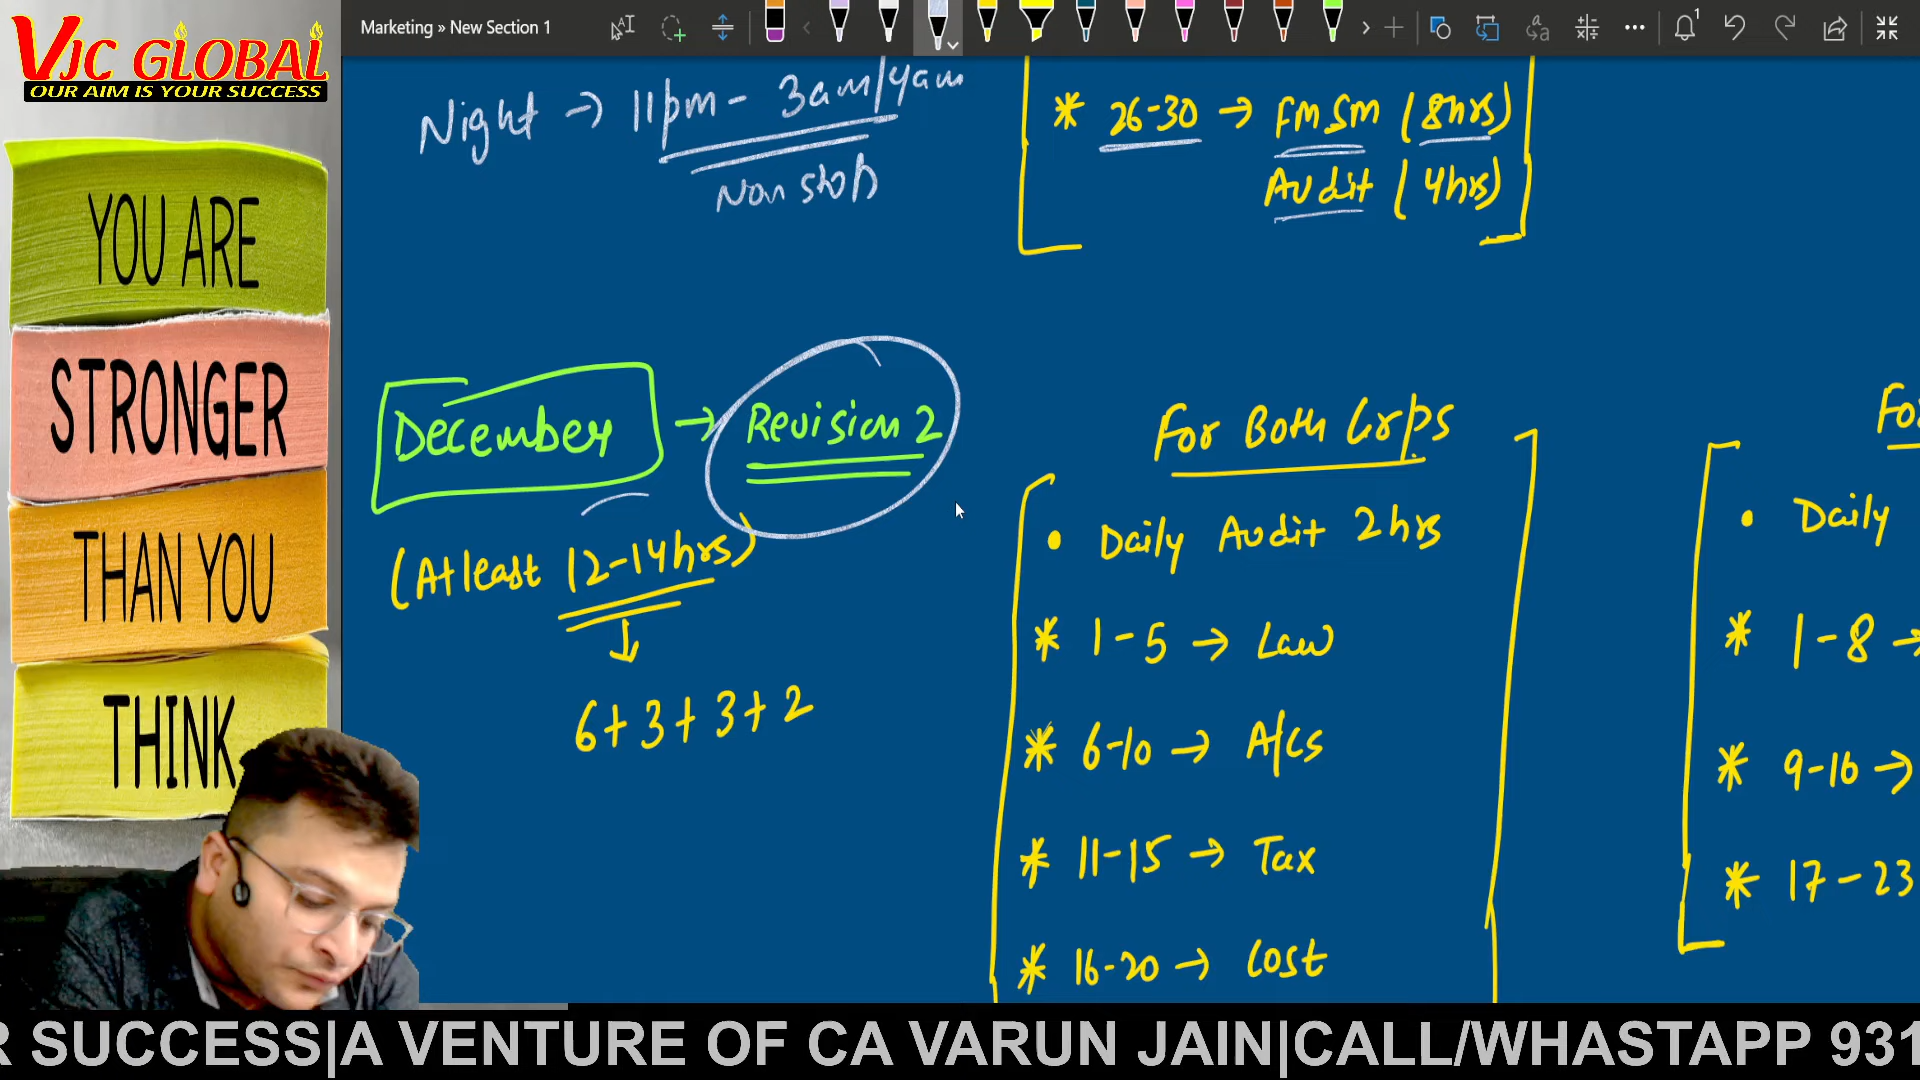 VJC GLOBAL
OUR AIM IS YOUR SUCCESS
YOU ARE
STRONGER
THAN YOU
THINK
Marketing » New Section 1
Night → 11pm - 3am/4am
Non stop
* 26-30 → FMSM (8hrs)
Audit (4hrs)
December → Revision 2
(Atleast 12-14hrs)
↓
6+3+3+2
For Both Grps
• Daily Audit 2hrs
* 1-5 → Law
* 6-10 → A/cs
* 11-15 → Tax
* 16-20 → Cost
• Daily
* 1-8 →
* 9-16 →
* 17-23
R SUCCESS|A VENTURE OF CA VARUN JAIN|CALL/WHASTAPP 931